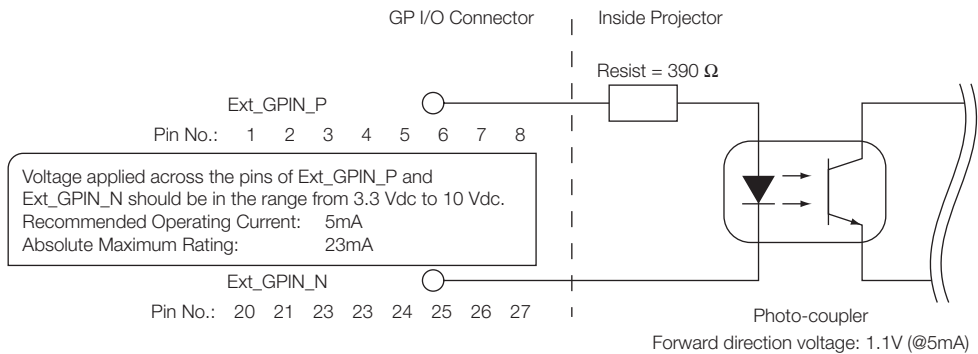 GP I/O Connector
Inside Projector
Resist = 390 Ω
Ext_GPIN_P
Pin No.: 1 2 3 4 5 6 7 8
Voltage applied across the pins of Ext_GPIN_P and
Ext_GPIN_N should be in the range from 3.3 Vdc to 10 Vdc.
Recommended Operating Current: 5mA
Absolute Maximum Rating: 23mA
Ext_GPIN_N
Pin No.: 20 21 23 23 24 25 26 27
Photo-coupler
Forward direction voltage: 1.1V (@5mA)